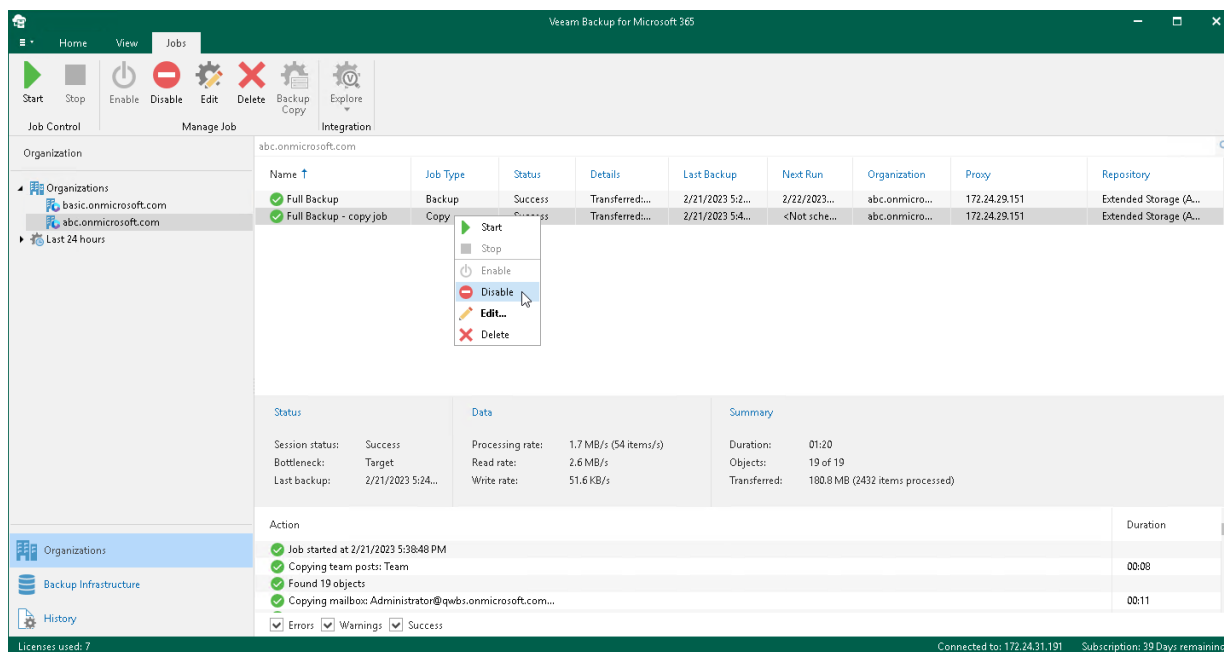 Veeam Backup for Microsoft 365
Home View Jobs
Start Stop Enable Disable Edit Delete Backup Copy Explore
Job Control Manage Job Integration
Organization
Organizations
basic.onmicrosoft.com
abc.onmicrosoft.com
Last 24 hours
abc.onmicrosoft.com
Name Job Type Status Details Last Backup Next Run Organization Proxy Repository
Full Backup Backup Success Transferred:... 2/21/2023 5:2... 2/22/2023... abc.onmicro... 172.24.29.151 Extended Storage (A...
Full Backup - copy job Copy Success Transferred:... 2/21/2023 5:4... <Not sche... abc.onmicro... 172.24.29.151 Extended Storage (A...
Start
Stop
Enable
Disable
Edit...
Delete
Status Data Summary
Session status: Success Processing rate: 1.7 MB/s (54 items/s) Duration: 01:20
Bottleneck: Target Read rate: 2.6 MB/s Objects: 19 of 19
Last backup: 2/21/2023 5:24... Write rate: 51.6 KB/s Transferred: 180.8 MB (2432 items processed)
Action Duration
Job started at 2/21/2023 5:38:48 PM
Copying team posts: Team 00:08
Found 19 objects
Copying mailbox: Administrator@qwbs.onmicrosoft.com... 00:11
Errors Warnings Success
Organizations
Backup Infrastructure
History
Licenses used: 7 Connected to: 172.24.31.191 Subscription: 39 Days remaining